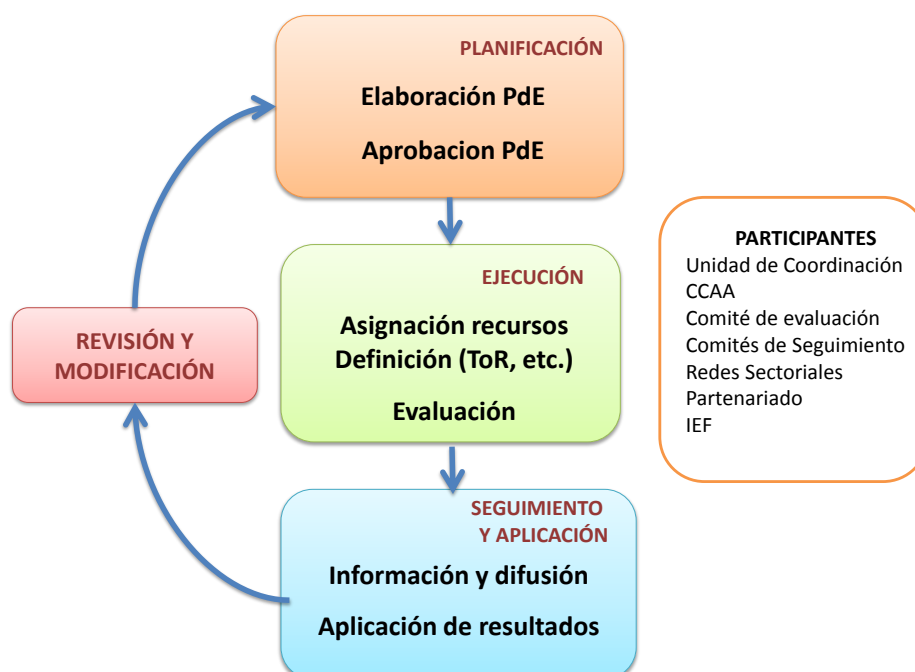 PLANIFICACIÓN
Elaboración PdE
Aprobacion PdE
EJECUCIÓN
Asignación recursos
Definición (ToR, etc.)
Evaluación
SEGUIMIENTO
Y APLICACIÓN
Información y difusión
Aplicación de resultados
REVISIÓN Y
MODIFICACIÓN
PARTICIPANTES
Unidad de Coordinación
CCAA
Comité de evaluación
Comités de Seguimiento
Redes Sectoriales
Partenariado
IEF